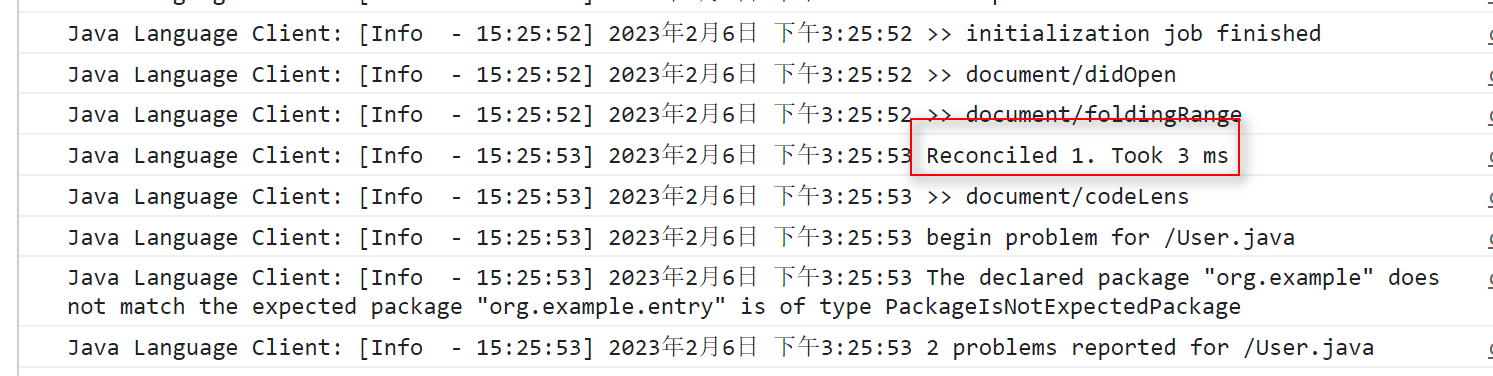 Java Language Client: [Info  - 15:25:52] 2023年2月6日 下午3:25:52 >> initialization job finished
Java Language Client: [Info  - 15:25:52] 2023年2月6日 下午3:25:52 >> document/didOpen
Java Language Client: [Info  - 15:25:52] 2023年2月6日 下午3:25:52 >> document/foldingRange
Java Language Client: [Info  - 15:25:53] 2023年2月6日 下午3:25:53 Reconciled 1. Took 3 ms
Java Language Client: [Info  - 15:25:53] 2023年2月6日 下午3:25:53 >> document/codeLens
Java Language Client: [Info  - 15:25:53] 2023年2月6日 下午3:25:53 begin problem for /User.java
Java Language Client: [Info  - 15:25:53] 2023年2月6日 下午3:25:53 The declared package "org.example" does
not match the expected package "org.example.entry" is of type PackageIsNotExpectedPackage
Java Language Client: [Info  - 15:25:53] 2023年2月6日 下午3:25:53 2 problems reported for /User.java